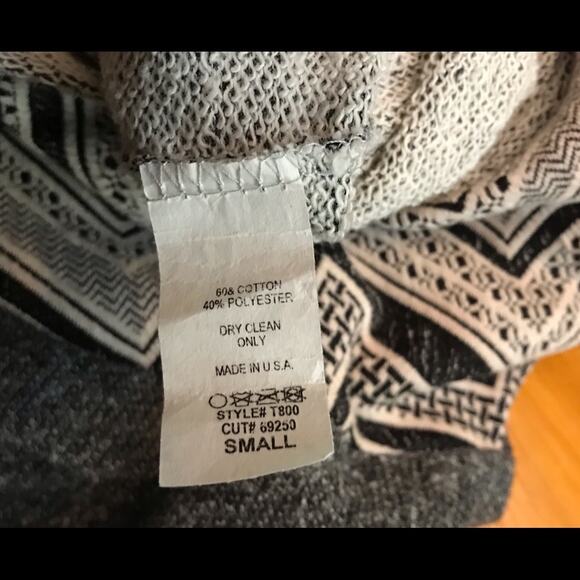 60& COTTON
40% POLYESTER
DRY CLEAN
ONLY
MADE IN U.S.A.
STYLE# T800
CUT# 69250
SMALL